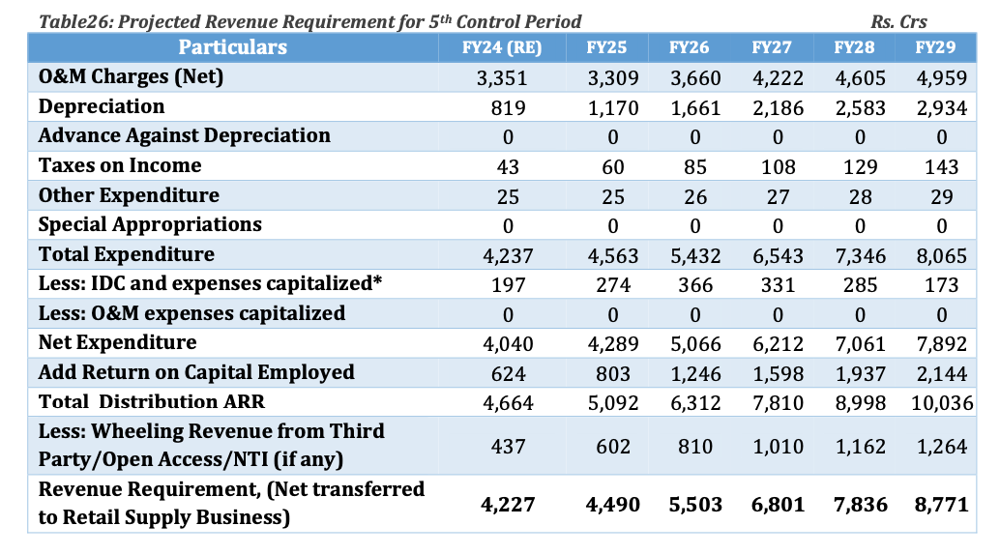 Table26: Projected Revenue Requirement for 5th Control Period Rs. Crs
Particulars FY24 (RE) FY25 FY26 FY27 FY28 FY29
O&M Charges (Net) 3,351 3,309 3,660 4,222 4,605 4,959
Depreciation 819 1,170 1,661 2,186 2,583 2,934
Advance Against Depreciation 0 0 0 0 0 0
Taxes on Income 43 60 85 108 129 143
Other Expenditure 25 25 26 27 28 29
Special Appropriations 0 0 0 0 0 0
Total Expenditure 4,237 4,563 5,432 6,543 7,346 8,065
Less: IDC and expenses capitalized* 197 274 366 331 285 173
Less: O&M expenses capitalized 0 0 0 0 0 0
Net Expenditure 4,040 4,289 5,066 6,212 7,061 7,892
Add Return on Capital Employed 624 803 1,246 1,598 1,937 2,144
Total Distribution ARR 4,664 5,092 6,312 7,810 8,998 10,036
Less: Wheeling Revenue from Third
Party/Open Access/NTI (if any) 437 602 810 1,010 1,162 1,264
Revenue Requirement, (Net transferred
to Retail Supply Business) 4,227 4,490 5,503 6,801 7,836 8,771